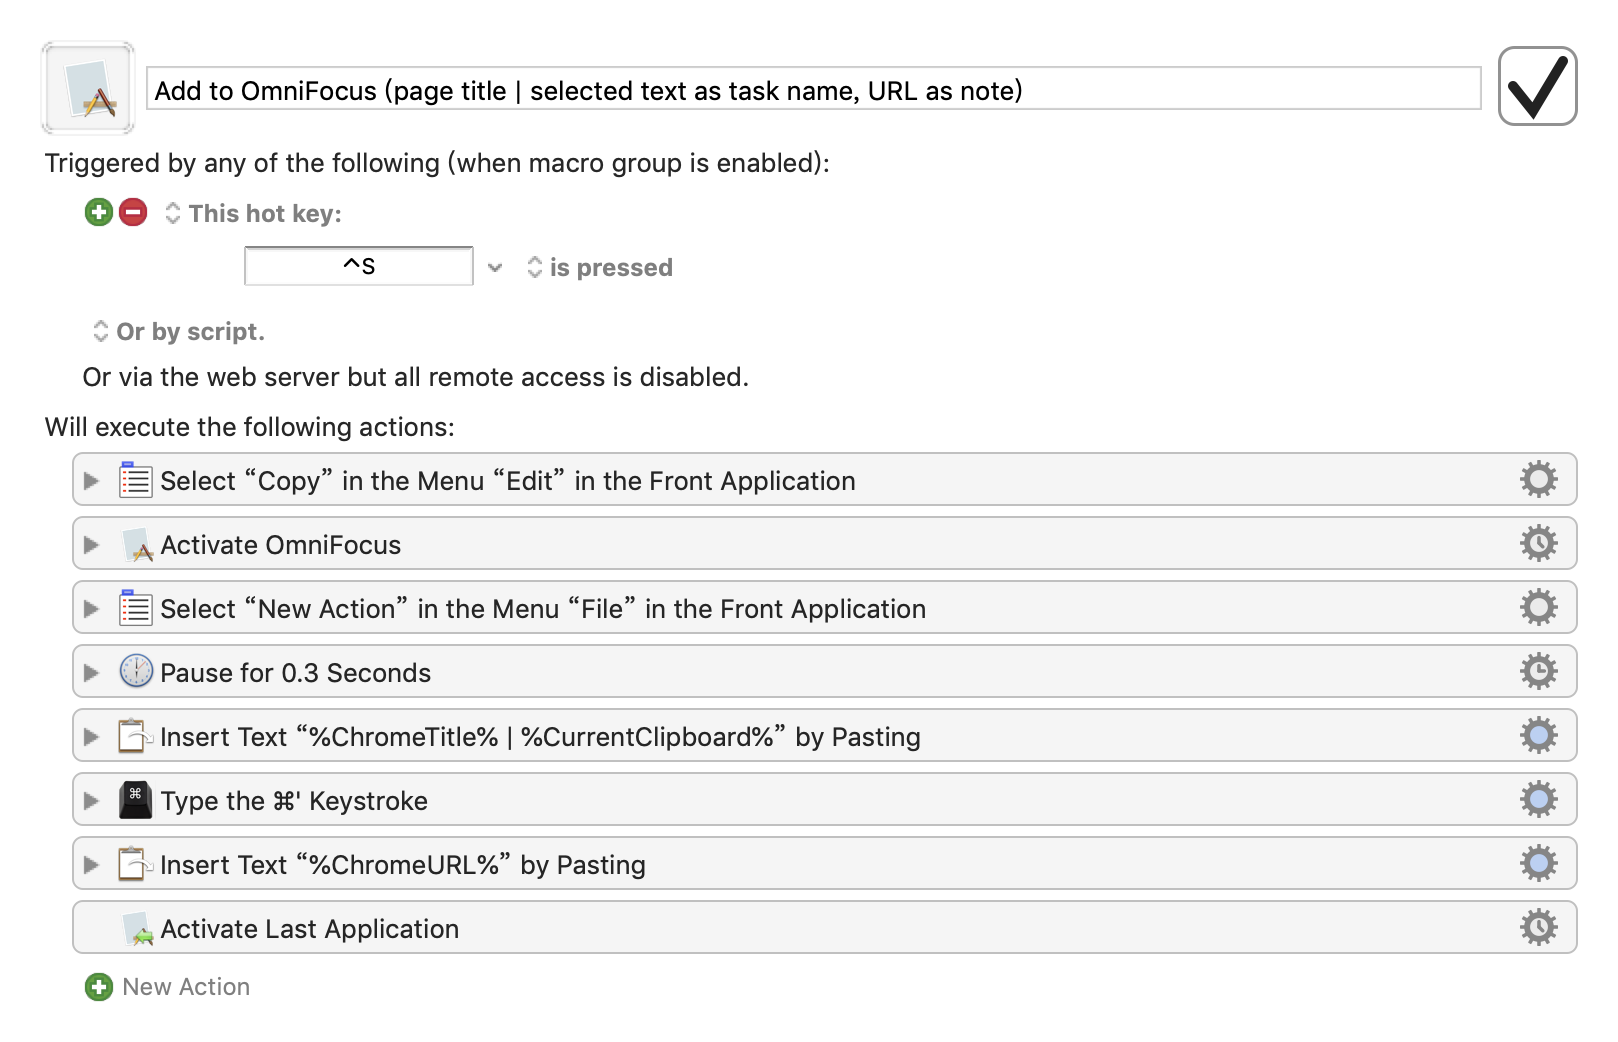 Add to OmniFocus (page title | selected text as task name, URL as note)
Triggered by any of the following (when macro group is enabled):
This hot key:
^S
is pressed
Or by script.
Or via the web server but all remote access is disabled.
Will execute the following actions:
Select “Copy” in the Menu “Edit” in the Front Application
Activate OmniFocus
Select “New Action” in the Menu “File” in the Front Application
Pause for 0.3 Seconds
Insert Text “%ChromeTitle% | %CurrentClipboard%” by Pasting
⌘
Type the ⌘' Keystroke
Insert Text “%ChromeURL%” by Pasting
Activate Last Application
New Action